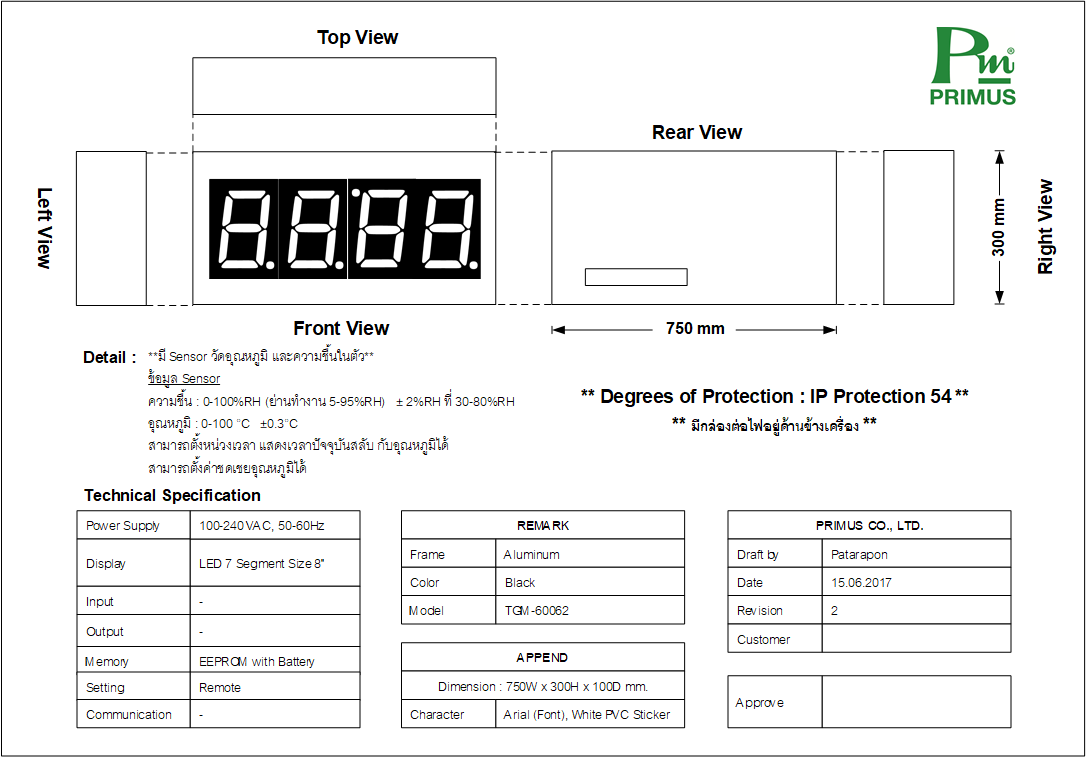 Top View
Pm®
PRIMUS
Rear View
Left View
8.8.8.8.
300 mm
Right View
Front View
750 mm
Detail : **มี Sensor วัดอุณหภูมิ และความชื้นในตัว**
ข้อมูล Sensor
ความชื้น : 0-100%RH (ย่านทำงาน 5-95%RH) ± 2%RH ที่ 30-80%RH
อุณหภูมิ : 0-100 °C ±0.3°C
สามารถตั้งหน่วงเวลา แสดงเวลาปัจจุบันสลับ กับอุณหภูมิได้
สามารถตั้งค่าชดเชยอุณหภูมิได้
** Degrees of Protection : IP Protection 54 **
** มีกล่องต่อไฟอยู่ด้านข้างเครื่อง **
Technical Specification
Power Supply 100-240 VAC, 50-60Hz
Display LED 7 Segment Size 8"
Input -
Output -
Memory EEPROM with Battery
Setting Remote
Communication -
REMARK
Frame Aluminum
Color Black
Model TGM-60062
APPEND
Dimension : 750W x 300H x 100D mm.
Character Arial (Font), White PVC Sticker
PRIMUS CO., LTD.
Draft by Patarapon
Date 15.06.2017
Revision 2
Customer
Approve